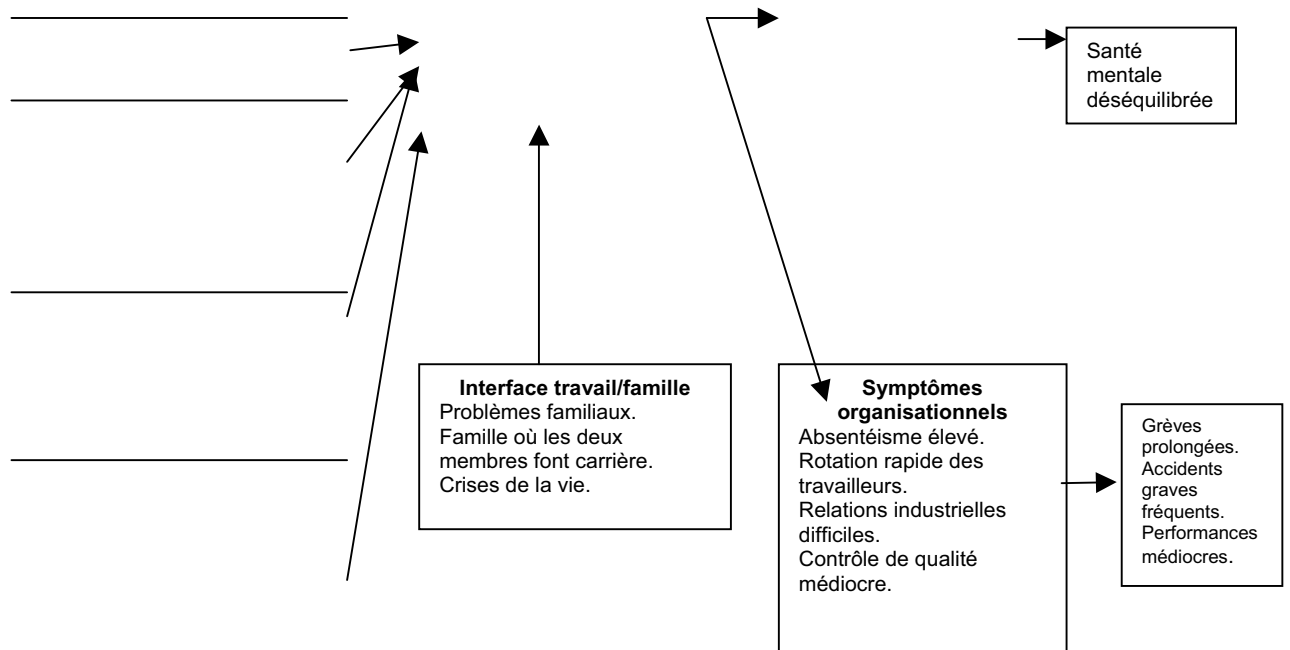 Santé
mentale
déséquilibrée
Interface travail/famille
Problèmes familiaux.
Famille où les deux
membres font carrière.
Crises de la vie.
Symptômes
organisationnels
Absentéisme élevé.
Rotation rapide des
travailleurs.
Relations industrielles
difficiles.
Contrôle de qualité
médiocre.
Grèves
prolongées.
Accidents
graves
fréquents.
Performances
médiocres.